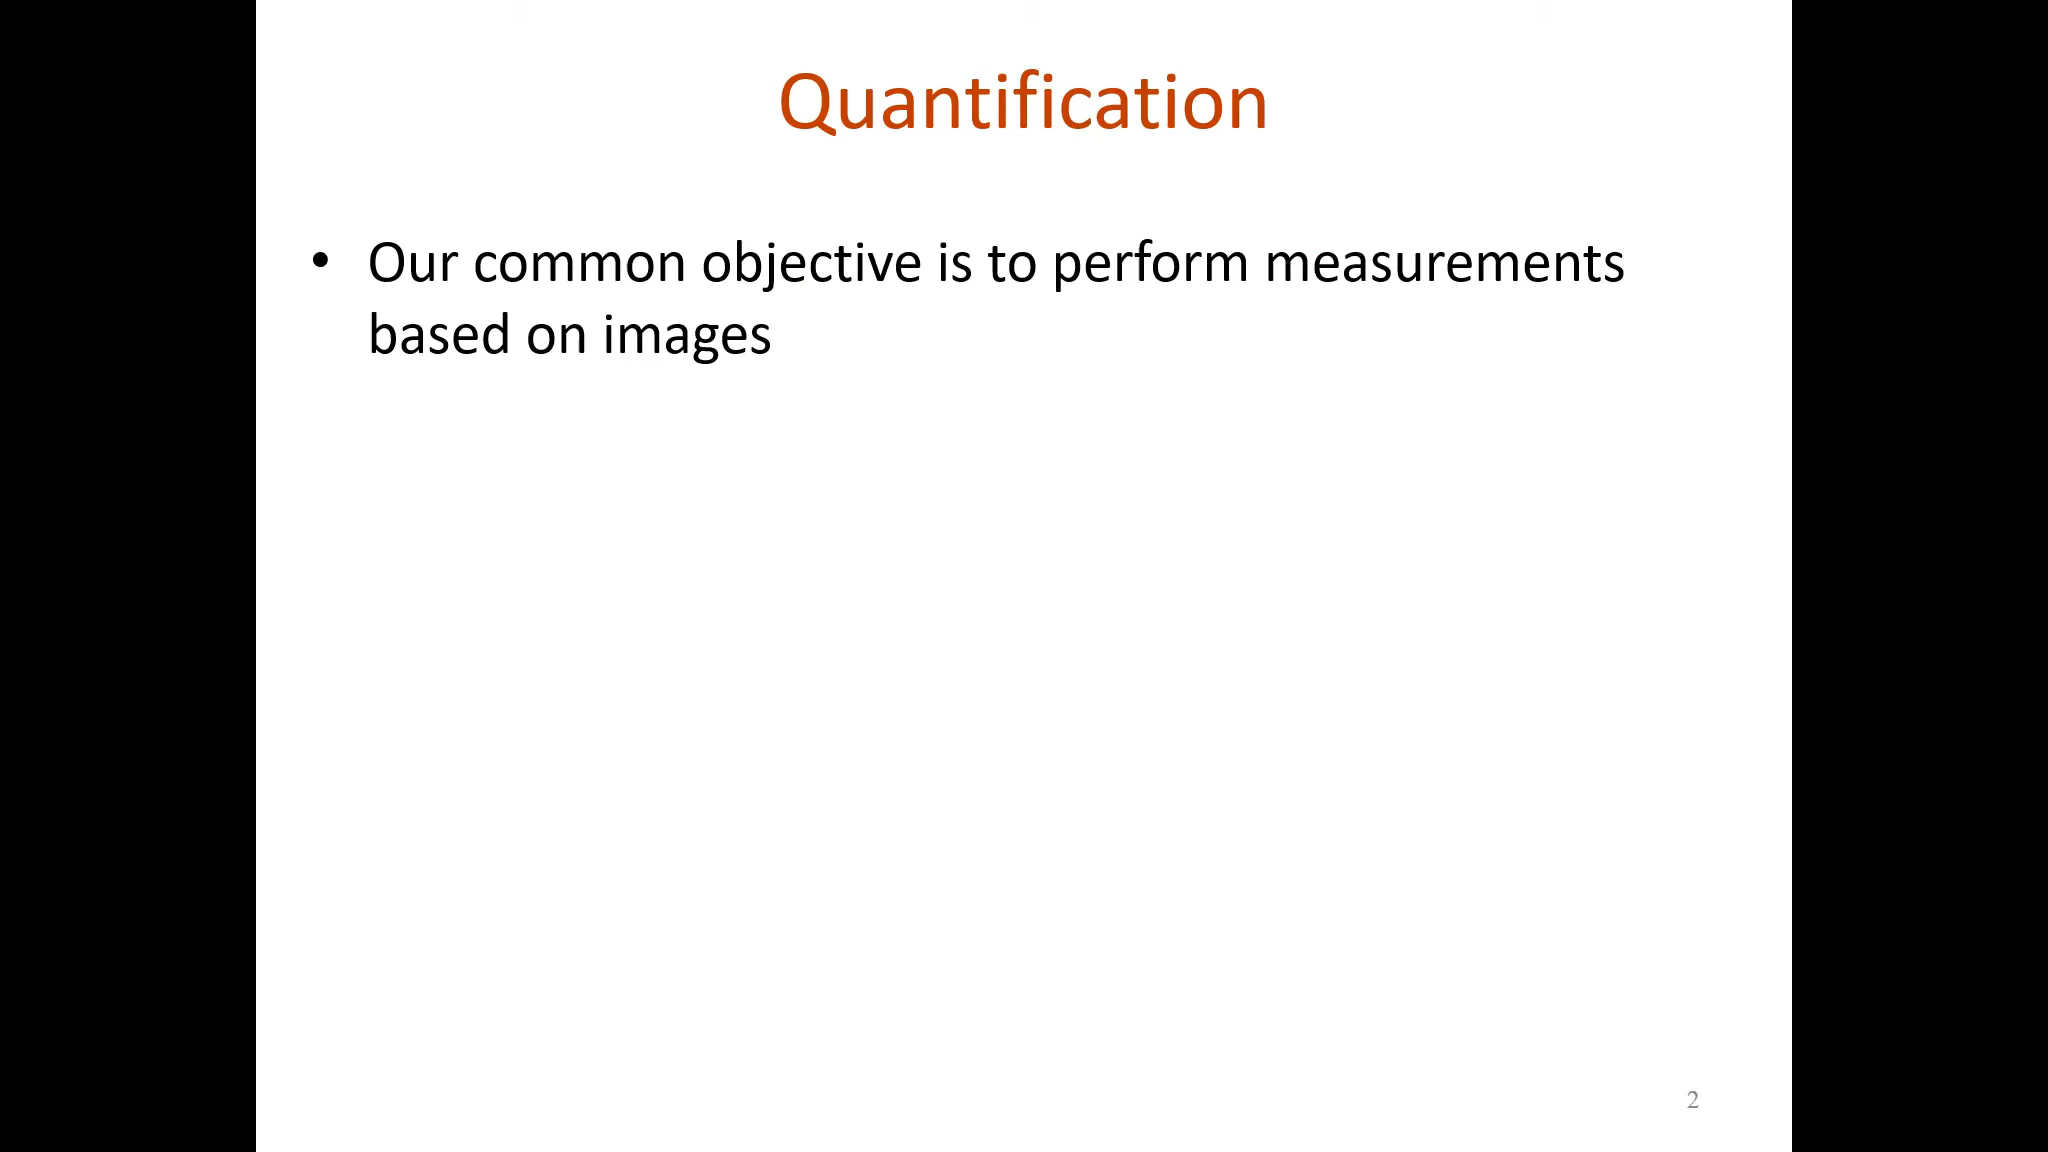 Quantification
• Our common objective is to perform measurements
based on images
2